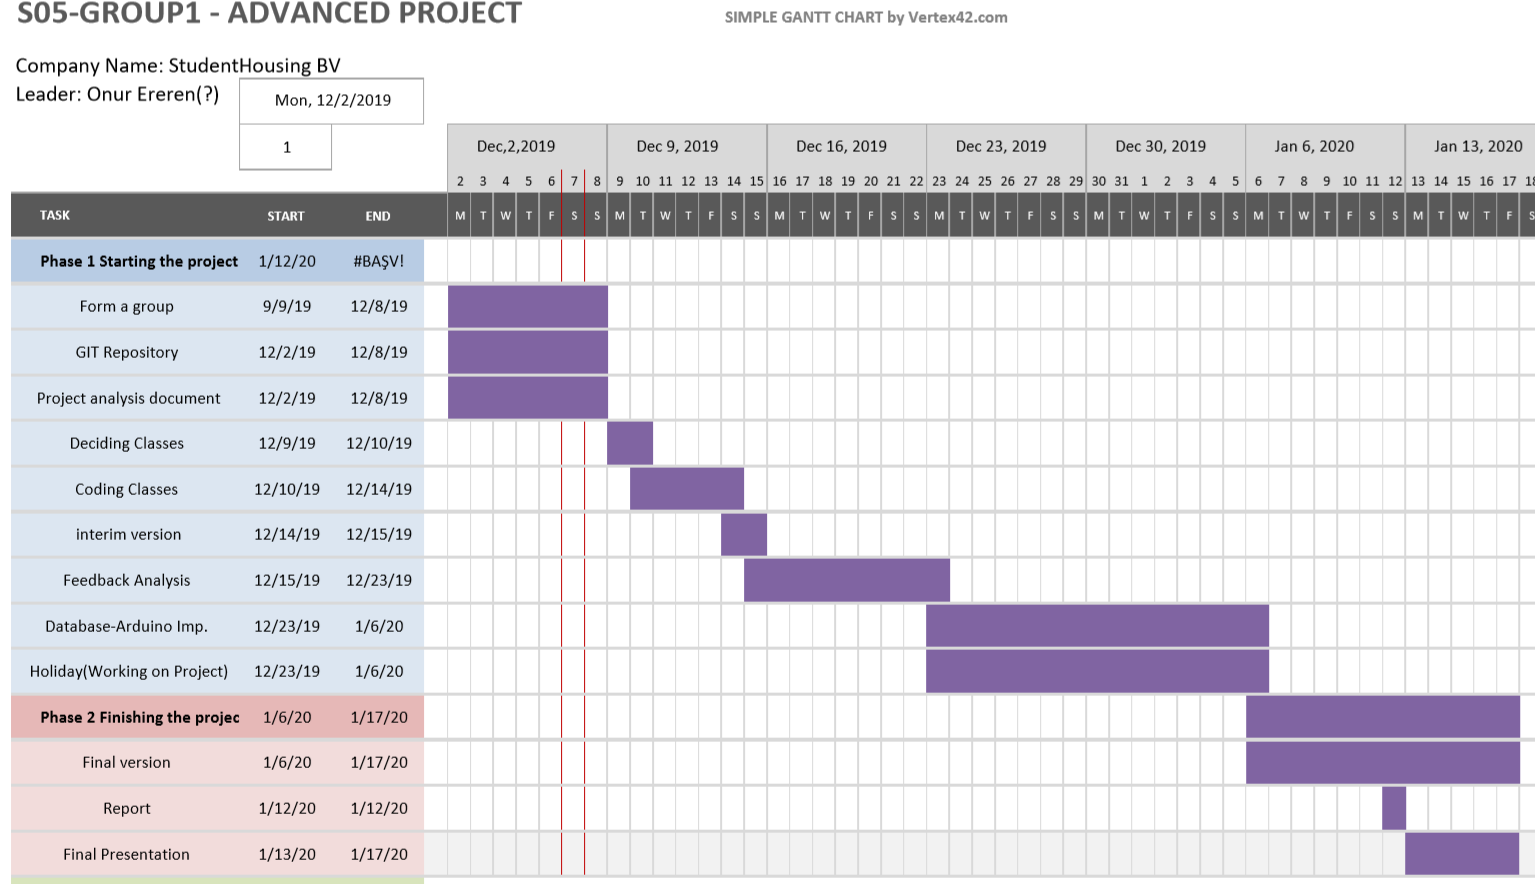 S05-GROUP1 - ADVANCED PROJECT
SIMPLE GANTT CHART by Vertex42.com
Company Name: StudentHousing BV
Leader: Onur Ereren(?)
Mon, 12/2/2019
1
Dec,2,2019 Dec 9, 2019 Dec 16, 2019 Dec 23, 2019 Dec 30, 2019 Jan 6, 2020 Jan 13, 2020
2 3 4 5 6 7 8 9 10 11 12 13 14 15 16 17 18 19 20 21 22 23 24 25 26 27 28 29 30 31 1 2 3 4 5 6 7 8 9 10 11 12 13 14 15 16 17 18
TASK START END M T W T F S S M T W T F S S M T W T F S S M T W T F S S M T W T F S S M T W T F S S M T W T F S
Phase 1 Starting the project 1/12/20 #BAŞV!
Form a group 9/9/19 12/8/19
GIT Repository 12/2/19 12/8/19
Project analysis document 12/2/19 12/8/19
Deciding Classes 12/9/19 12/10/19
Coding Classes 12/10/19 12/14/19
interim version 12/14/19 12/15/19
Feedback Analysis 12/15/19 12/23/19
Database-Arduino Imp. 12/23/19 1/6/20
Holiday(Working on Project) 12/23/19 1/6/20
Phase 2 Finishing the projec 1/6/20 1/17/20
Final version 1/6/20 1/17/20
Report 1/12/20 1/12/20
Final Presentation 1/13/20 1/17/20